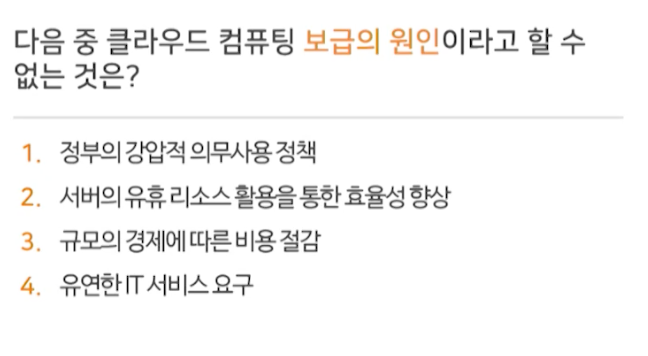 다음 중 클라우드 컴퓨팅 보급의 원인이라고 할 수
없는 것은?
1. 정부의 강압적 의무사용 정책
2. 서버의 유휴 리소스 활용을 통한 효율성 향상
3. 규모의 경제에 따른 비용 절감
4. 유연한 IT 서비스 요구